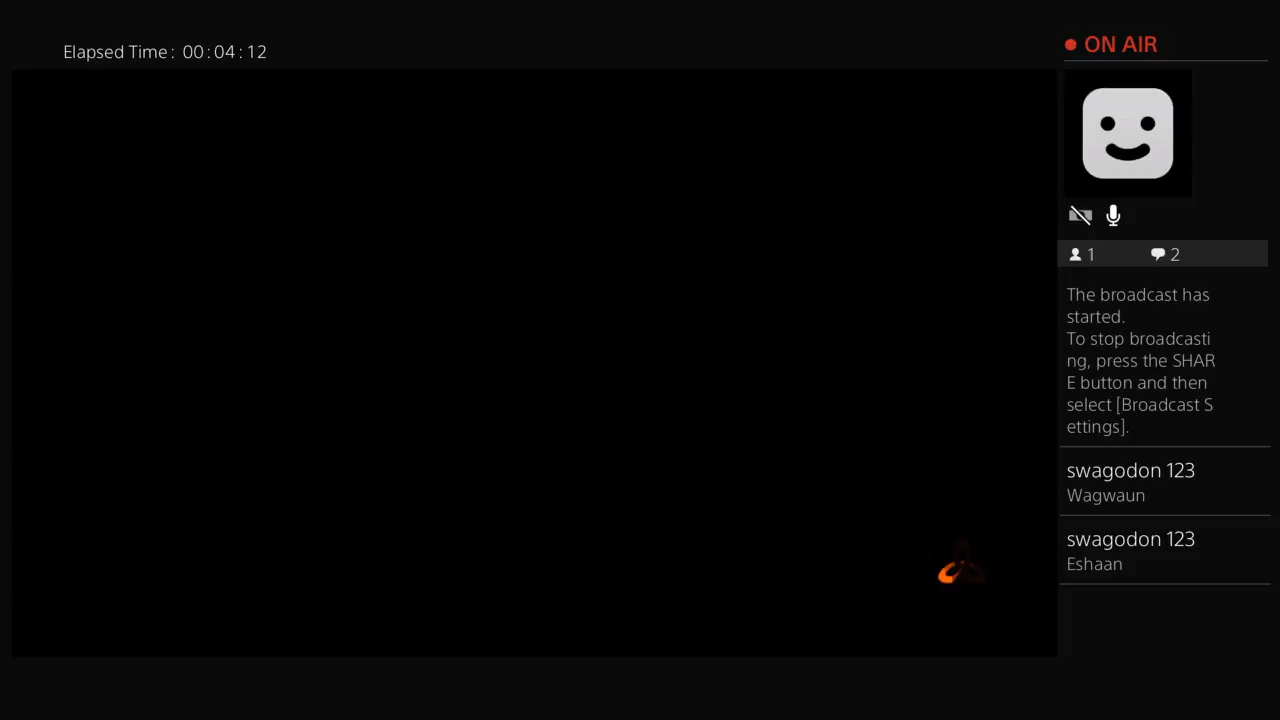 Elapsed Time: 00:04:12
ON AIR
1 2
The broadcast has
started.
To stop broadcasti
ng, press the SHAR
E button and then
select [Broadcast S
ettings].
swagodon 123
Wagwaun
swagodon 123
Eshaan